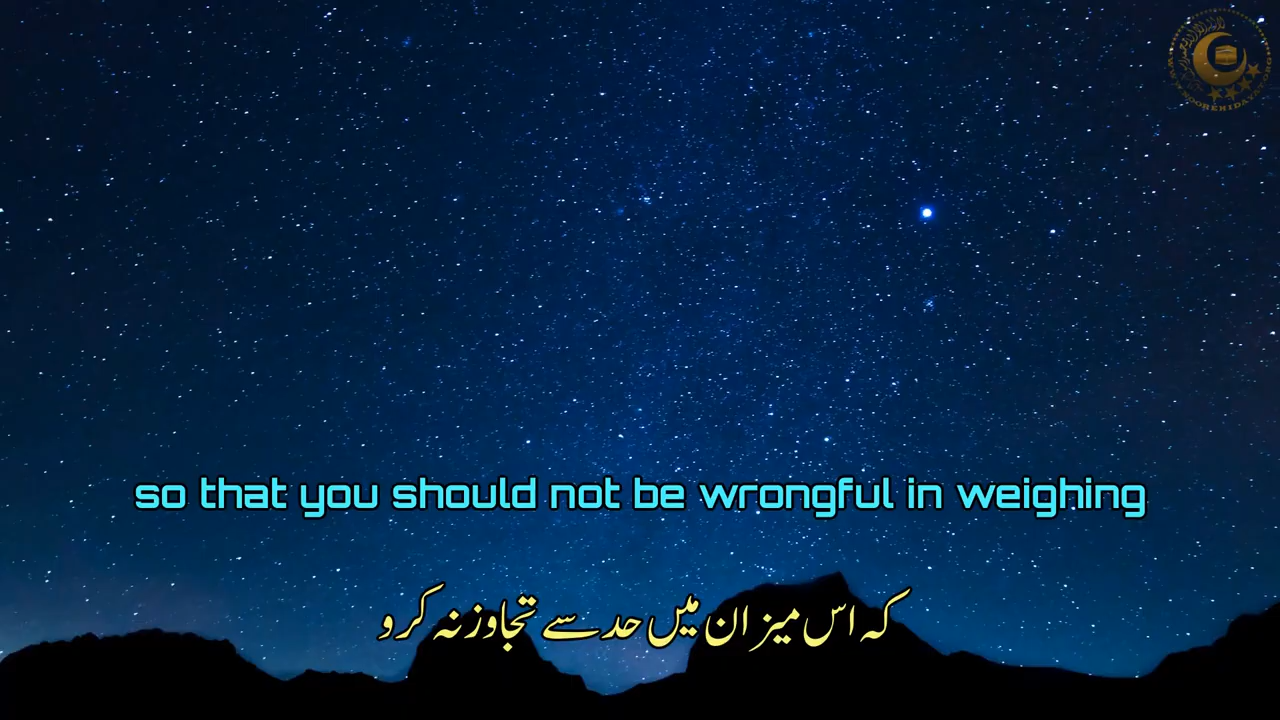 so that you should not be wrongful in weighing
کہ اس میزان میں حد سے تجاوز نہ کرو